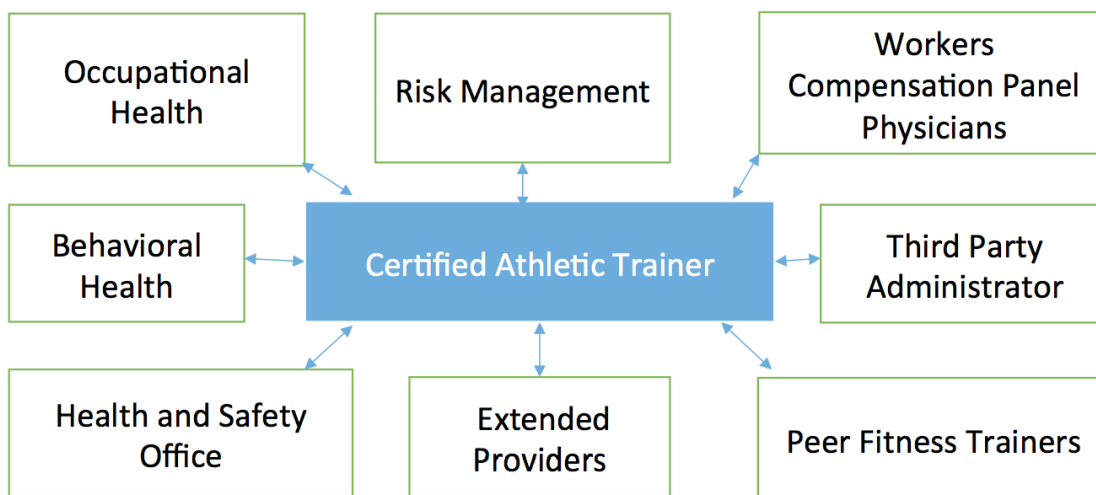 Occupational
Health
Risk Management
Workers
Compensation Panel
Physicians
Behavioral
Health
Certified Athletic Trainer
Third Party
Administrator
Health and Safety
Office
Extended
Providers
Peer Fitness Trainers